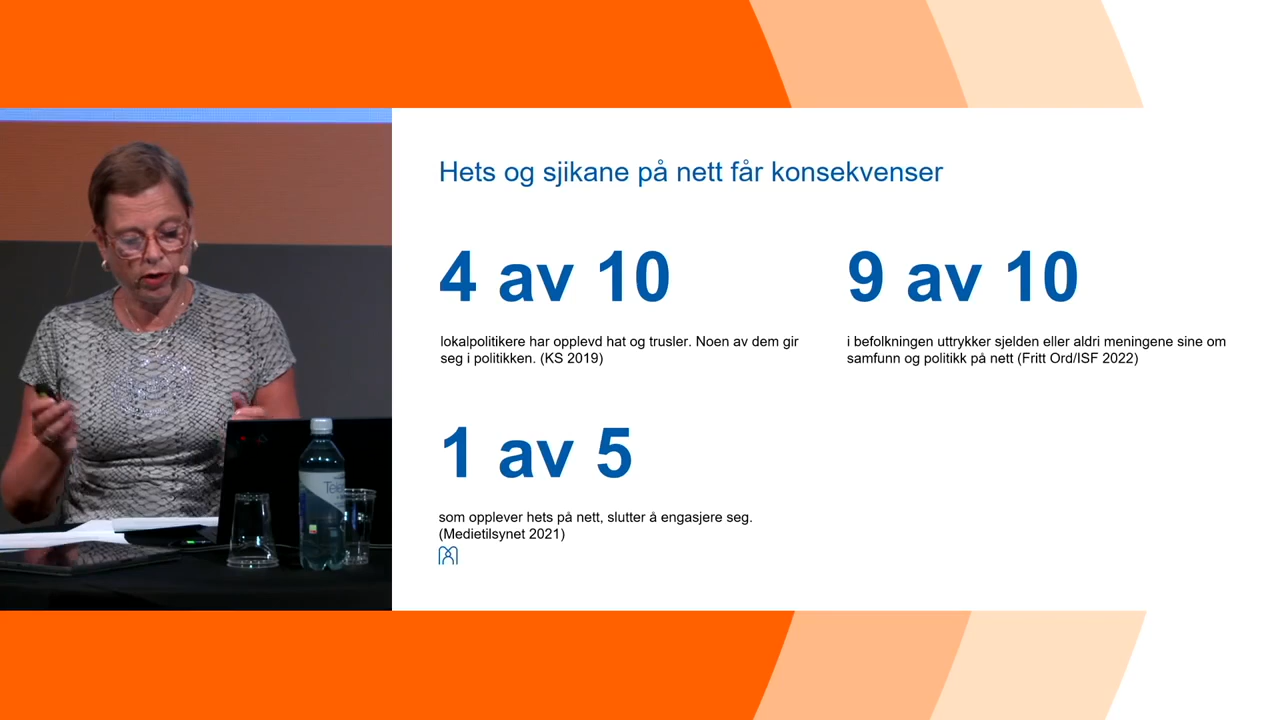 Hets og sjikane på nett får konsekvenser
4 av 10
lokalpolitikere har opplevd hat og trusler. Noen av dem gir
seg i politikken. (KS 2019)
9 av 10
i befolkningen uttrykker sjelden eller aldri meningene sine om
samfunn og politikk på nett (Fritt Ord/ISF 2022)
1 av 5
som opplever hets på nett, slutter å engasjere seg.
(Medietilsynet 2021)